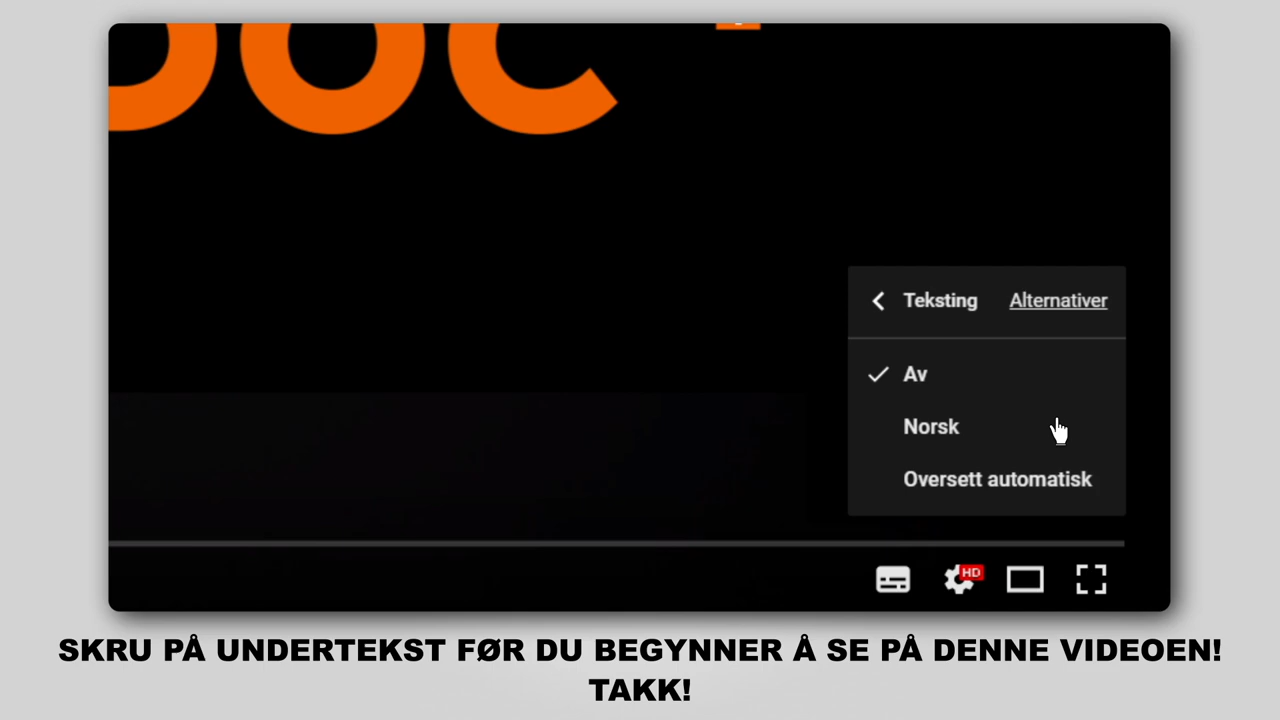 Teksting Alternativer
Av
Norsk
Oversett automatisk
HD
SKRU PÅ UNDERTEKST FØR DU BEGYNNER Å SE PÅ DENNE VIDEOEN!
TAKK!